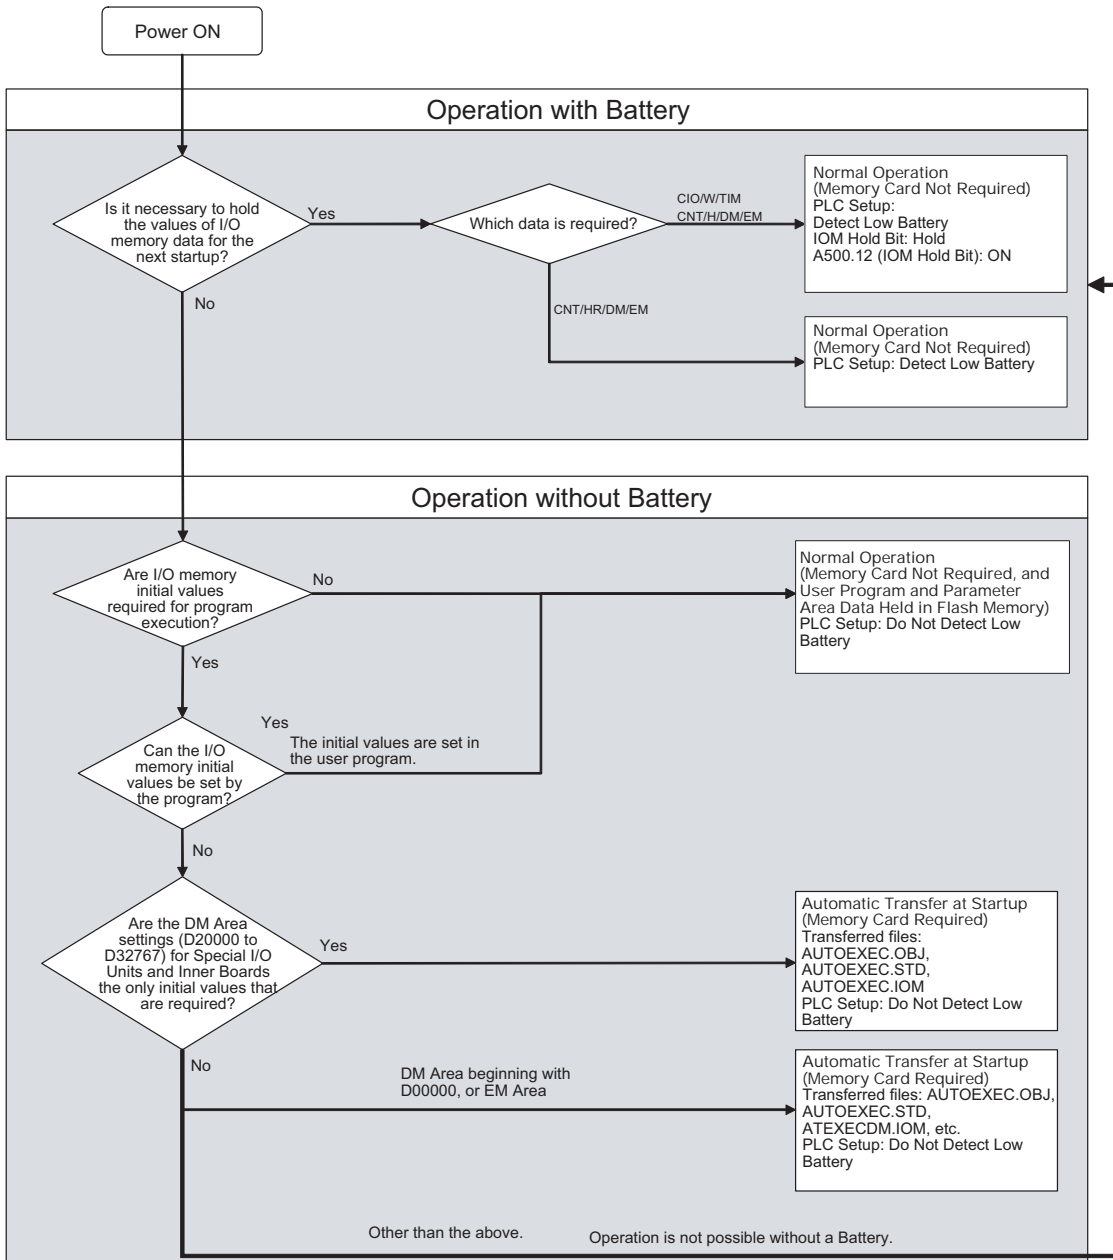 Power ON
Operation with Battery
Is it necessary to hold
the values of I/O
memory data for the
next startup?
Yes
No
Which data is required?
CIO/W/TIM
CNT/H/DM/EM
CNT/HR/DM/EM
Normal Operation
(Memory Card Not Required)
PLC Setup:
Detect Low Battery
IOM Hold Bit: Hold
A500.12 (IOM Hold Bit): ON
Normal Operation
(Memory Card Not Required)
PLC Setup: Detect Low Battery
Operation without Battery
Are I/O memory
initial values
required for program
execution?
No
Yes
Normal Operation
(Memory Card Not Required, and
User Program and Parameter
Area Data Held in Flash Memory)
PLC Setup: Do Not Detect Low
Battery
Can the I/O
memory initial
values be set by
the program?
Yes
The initial values are set in
the user program.
No
Are the DM Area
settings (D20000 to
D32767) for Special I/O
Units and Inner Boards
the only initial values that
are required?
Yes
No
Automatic Transfer at Startup
(Memory Card Required)
Transferred files:
AUTOEXEC.OBJ,
AUTOEXEC.STD,
AUTOEXEC.IOM
PLC Setup: Do Not Detect Low
Battery
DM Area beginning with
D00000, or EM Area
Automatic Transfer at Startup
(Memory Card Required)
Transferred files: AUTOEXEC.OBJ,
AUTOEXEC.STD,
ATEXECDM.IOM, etc.
PLC Setup: Do Not Detect Low
Battery
Other than the above.
Operation is not possible without a Battery.